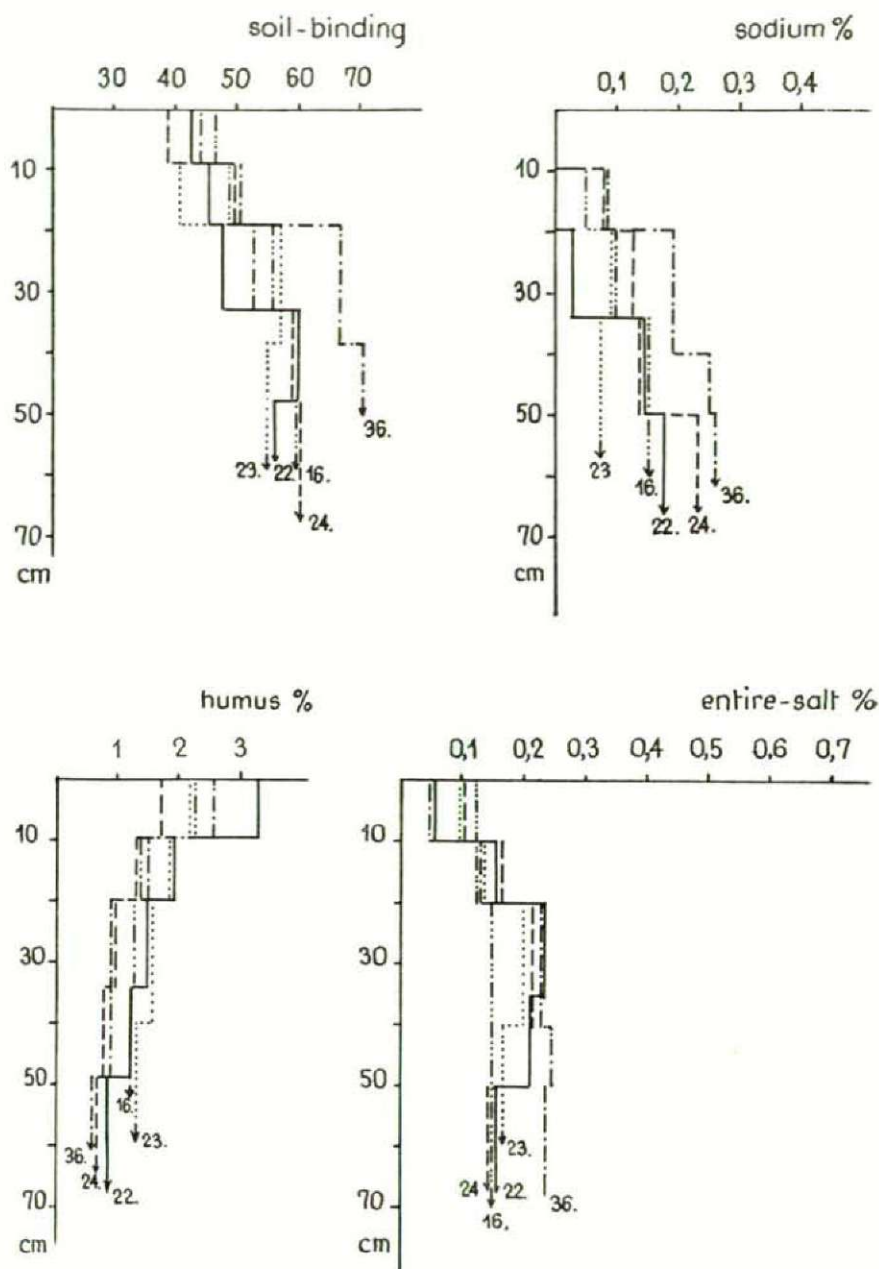 soil-binding
30 40 50 60 70
10
30
50
70
cm
23. 22. 16. 36.
24.
sodium %
0,1 0,2 0,3 0,4
10
30
50
70
cm
23 16. 36.
22. 24.
humus %
1 2 3
10
30
50
70
cm
16.
36. 23.
24. 22.
entire-salt %
0,1 0,2 0,3 0,4 0,5 0,6 0,7
10
30
50
70
cm
23.
24 22. 36.
16.